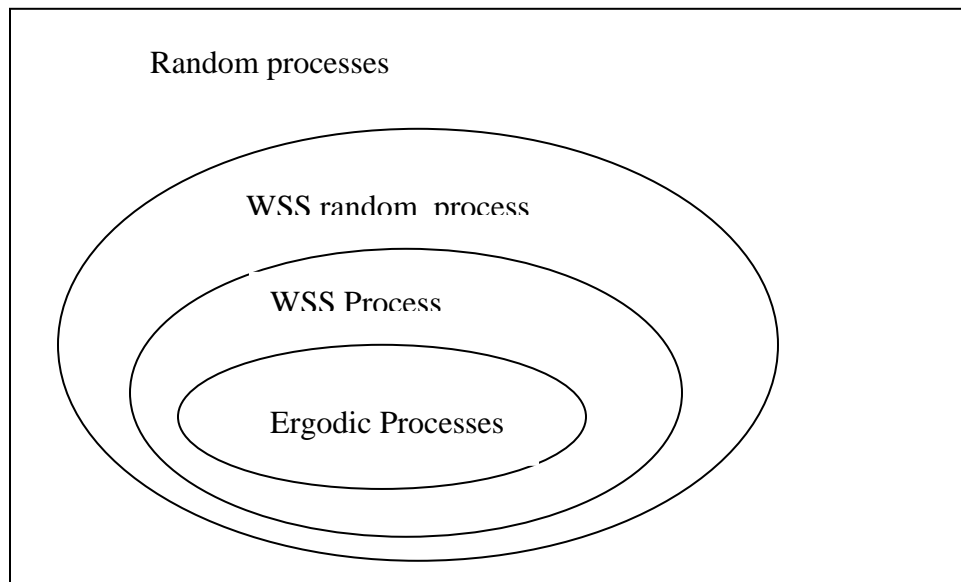 Random processes
WSS random process
WSS Process
Ergodic Processes